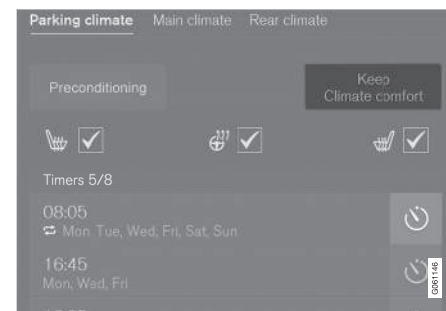 Parking climate Main climate Rear climate
Preconditioning
Keep
Climate comfort
Timers 5/8
08:05
Mon, Tue, Wed, Fri, Sat, Sun
16:45
Mon, Wed, Fri
G061146